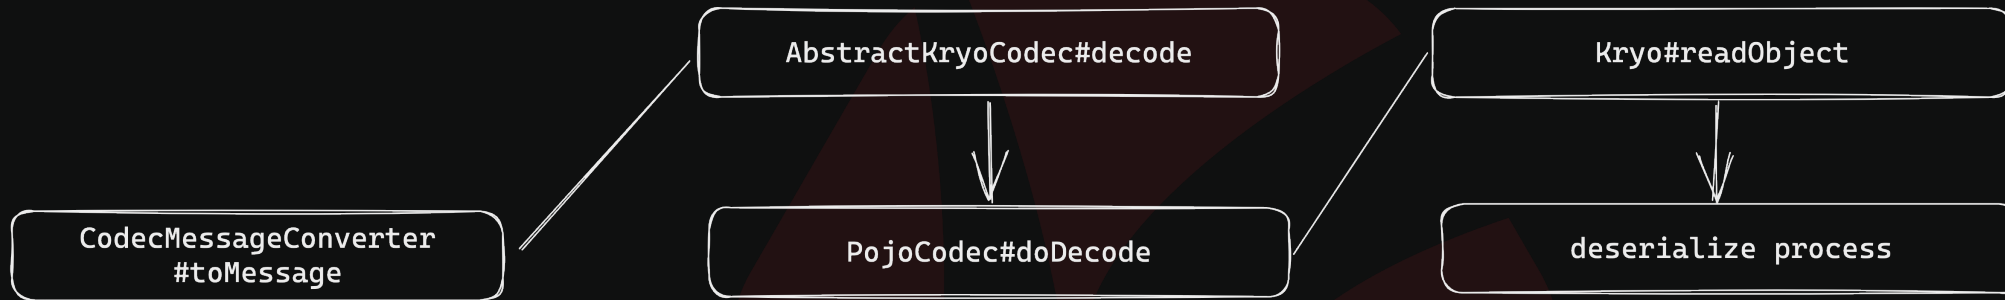 AbstractKryoCodec#decode
Kryo#readObject
CodecMessageConverter
#toMessage
PojoCodec#doDecode
deserialize process